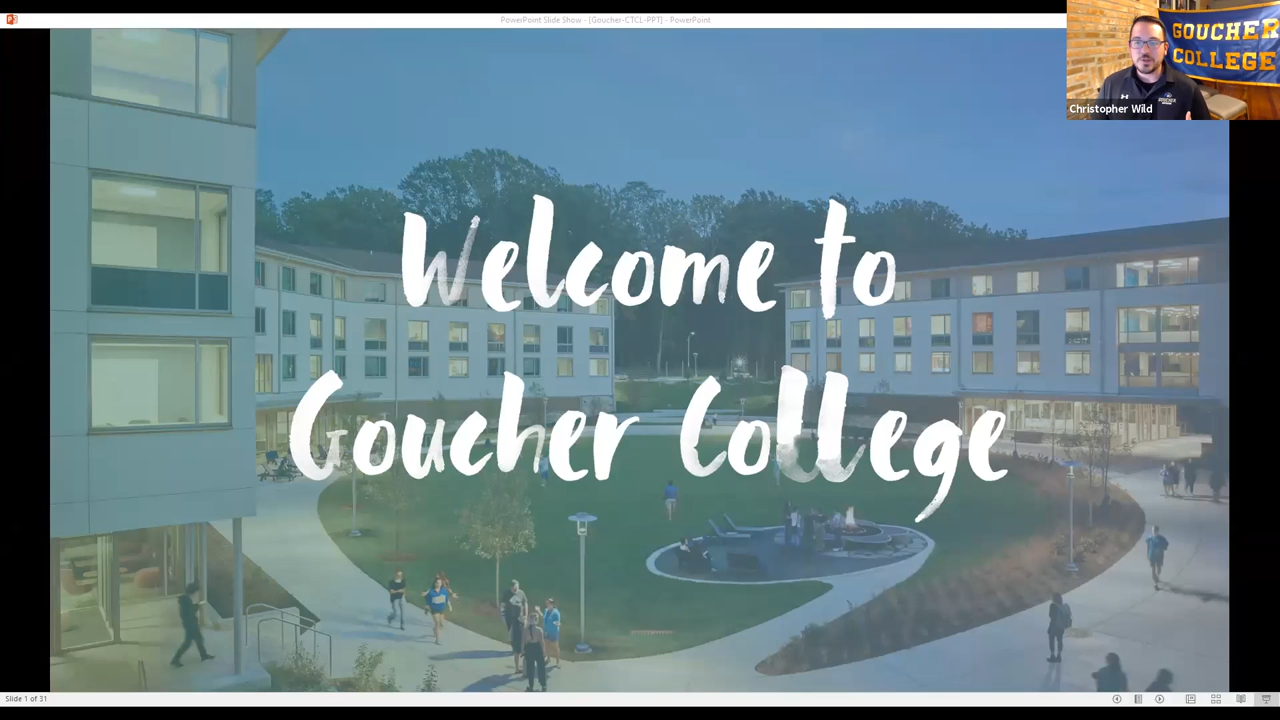 PowerPoint Slide Show - [Goucher-CTCL-PPT] - PowerPoint
GOUCHER
COLLEGE
GOUCHER
Christopher Wild
Welcome to
Goucher College
Slide 1 of 31